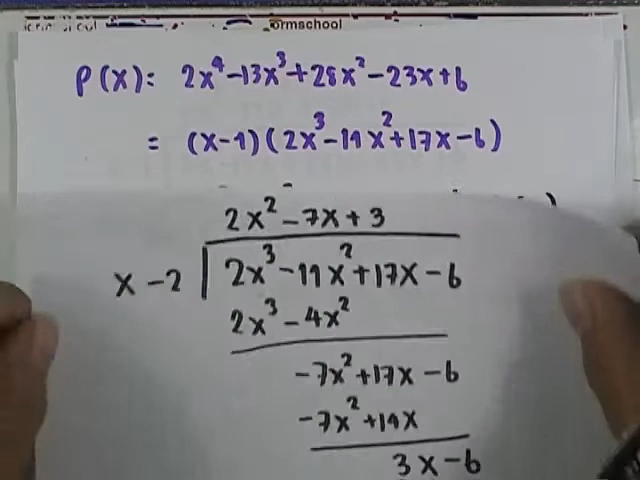 ormschool
P(x) = 2x⁴-13x³+28x²-23x+6
= (x-1)(2x³-11x²+17x-6)
2x²-7x+3
x-2 2x³-11x²+17x-6
2x³-4x²
-7x²+17x-6
-7x²+14x
3x-6